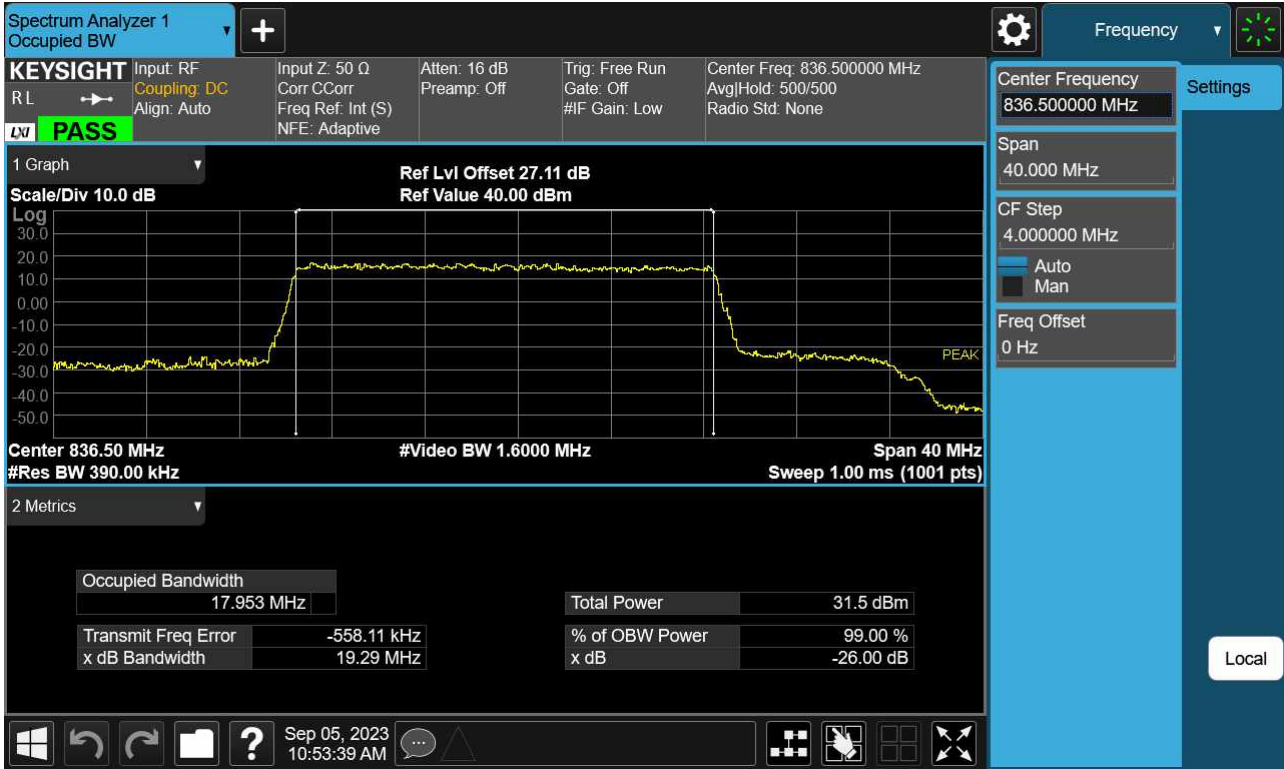 Spectrum Analyzer 1
Occupied BW
Frequency
KEYSIGHT
RL
LXI
PASS
Input: RF
Coupling: DC
Align: Auto
Input Z: 50 Ω
Corr CCorr
Freq Ref: Int (S)
NFE: Adaptive
Atten: 16 dB
Preamp: Off
Trig: Free Run
Gate: Off
#IF Gain: Low
Center Freq: 836.500000 MHz
Avg|Hold: 500/500
Radio Std: None
1 Graph
Scale/Div 10.0 dB
Ref Lvl Offset 27.11 dB
Ref Value 40.00 dBm
Log
30.0
20.0
10.0
0.00
-10.0
-20.0
-30.0
-40.0
-50.0
PEAK
Center 836.50 MHz
#Res BW 390.00 kHz
#Video BW 1.6000 MHz
Span 40 MHz
Sweep 1.00 ms (1001 pts)
2 Metrics
Occupied Bandwidth
17.953 MHz
Transmit Freq Error -558.11 kHz
x dB Bandwidth 19.29 MHz
Total Power 31.5 dBm
% of OBW Power 99.00 %
x dB -26.00 dB
Center Frequency
836.500000 MHz
Span
40.000 MHz
CF Step
4.000000 MHz
Auto
Man
Freq Offset
0 Hz
Settings
Local
?
Sep 05, 2023
10:53:39 AM